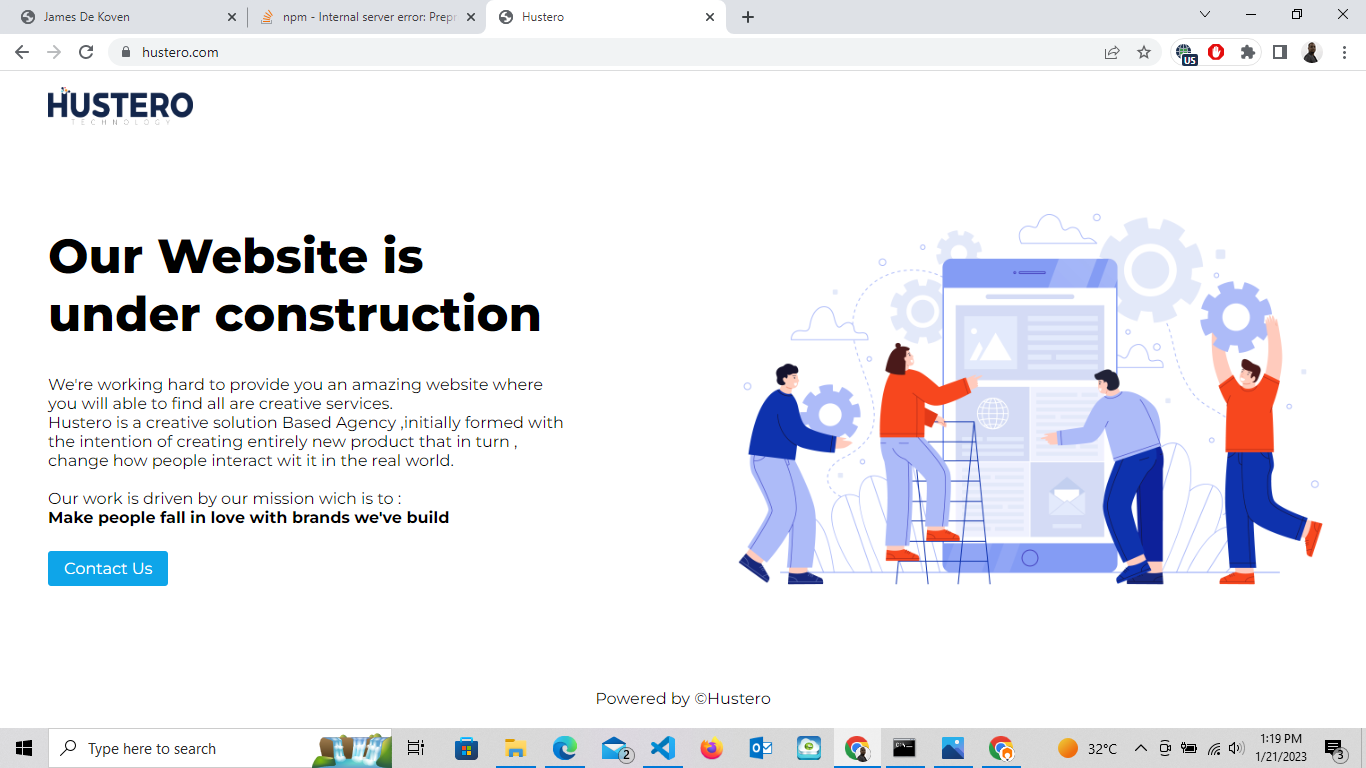 James De Koven
npm - Internal server error: Prepr
Hustero
hustero.com
US
HUSTERO
TECHNOLOGY
Our Website is
under construction
We're working hard to provide you an amazing website where
you will able to find all are creative services.
Hustero is a creative solution Based Agency ,initially formed with
the intention of creating entirely new product that in turn ,
change how people interact wit it in the real world.
Our work is driven by our mission wich is to :
Make people fall in love with brands we've build
Contact Us
Powered by ©Hustero
Type here to search
2
32°C
1:19 PM
1/21/2023
3